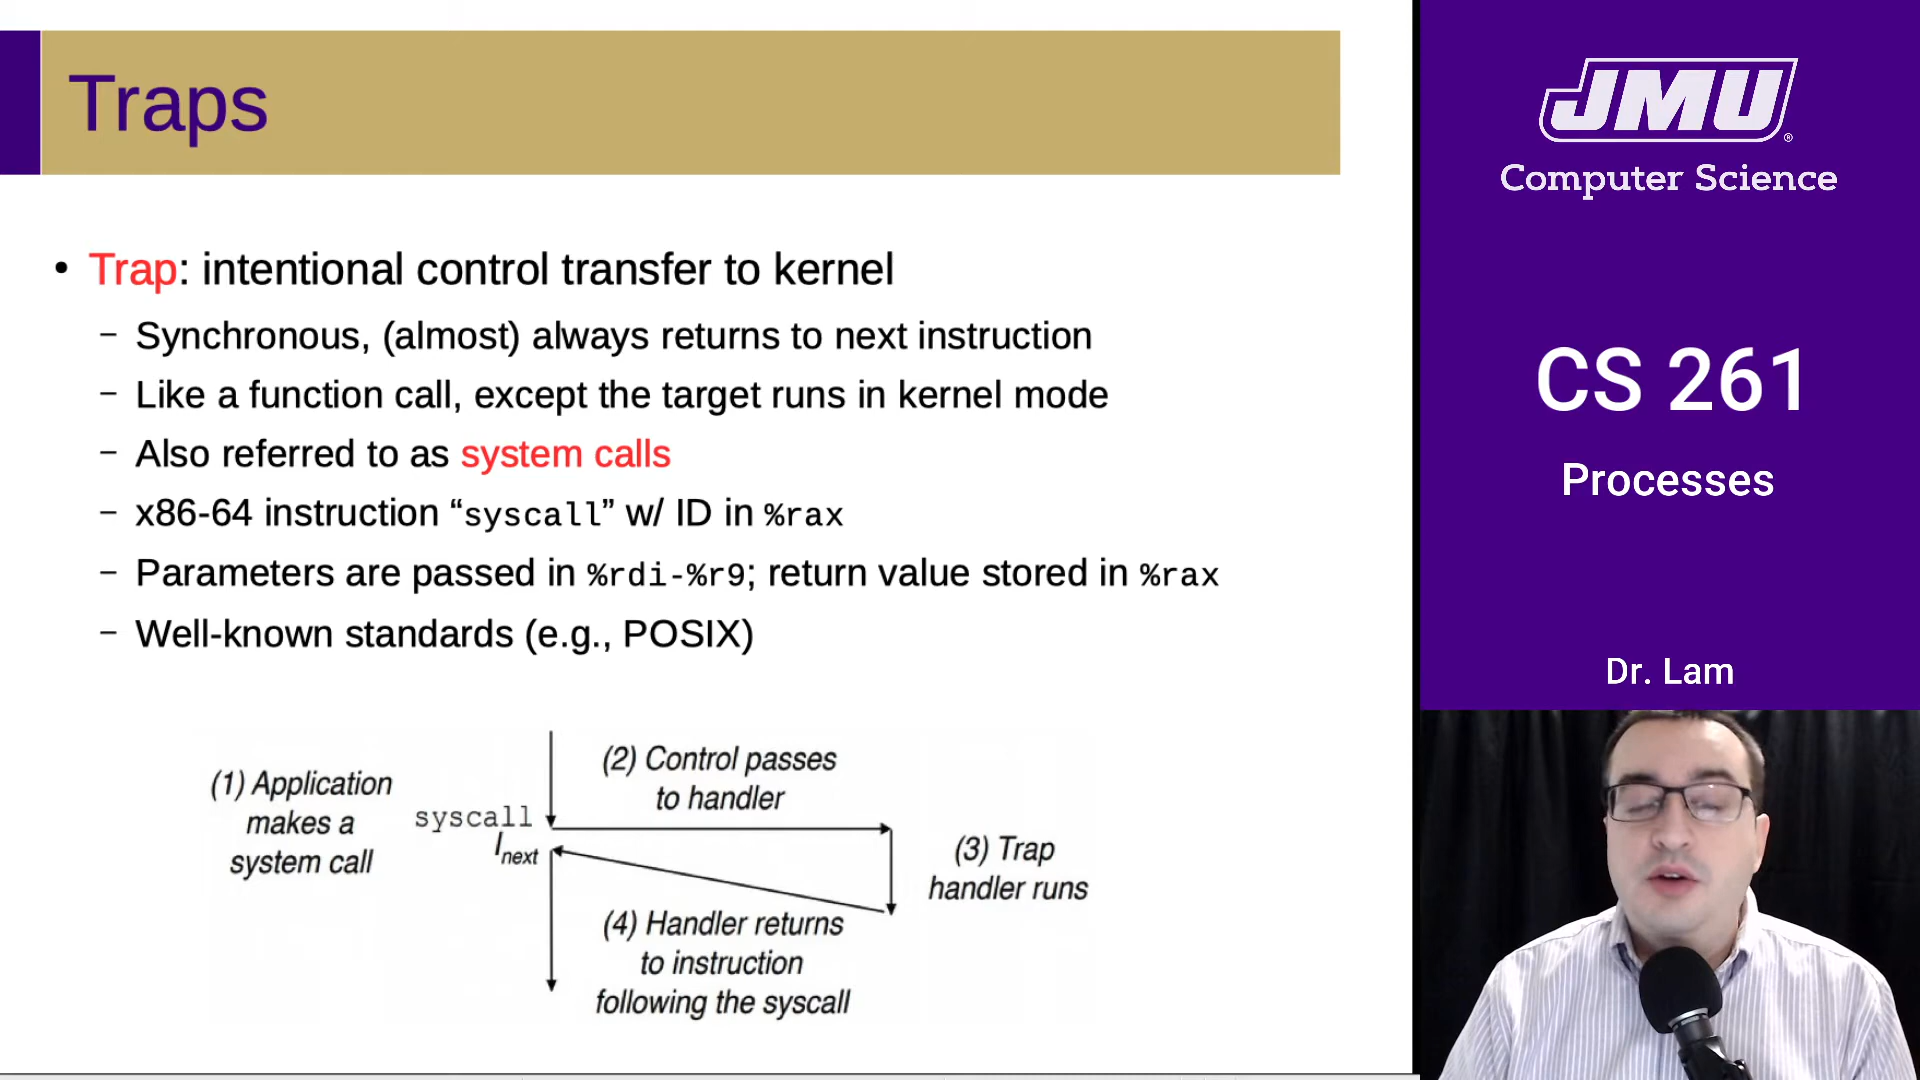 Traps
• Trap: intentional control transfer to kernel
– Synchronous, (almost) always returns to next instruction
– Like a function call, except the target runs in kernel mode
– Also referred to as system calls
– x86-64 instruction “syscall” w/ ID in %rax
– Parameters are passed in %rdi-%r9; return value stored in %rax
– Well-known standards (e.g., POSIX)
(1) Application
makes a
system call
syscall
Inext
(2) Control passes
to handler
(3) Trap
handler runs
(4) Handler returns
to instruction
following the syscall
JMU®
Computer Science
CS 261
Processes
Dr. Lam